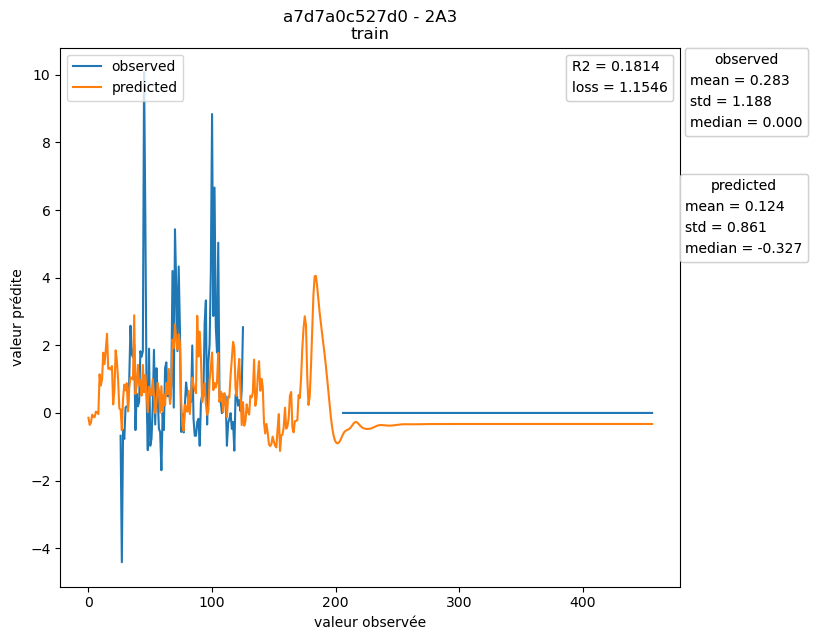 a7d7a0c527d0 - 2A3
train
observed
predicted
R2 = 0.1814
loss = 1.1546
observed
mean = 0.283
std = 1.188
median = 0.000
predicted
mean = 0.124
std = 0.861
median = -0.327
10
8
6
4
2
0
−2
−4
valeur prédite
0
100
200
300
400
valeur observée